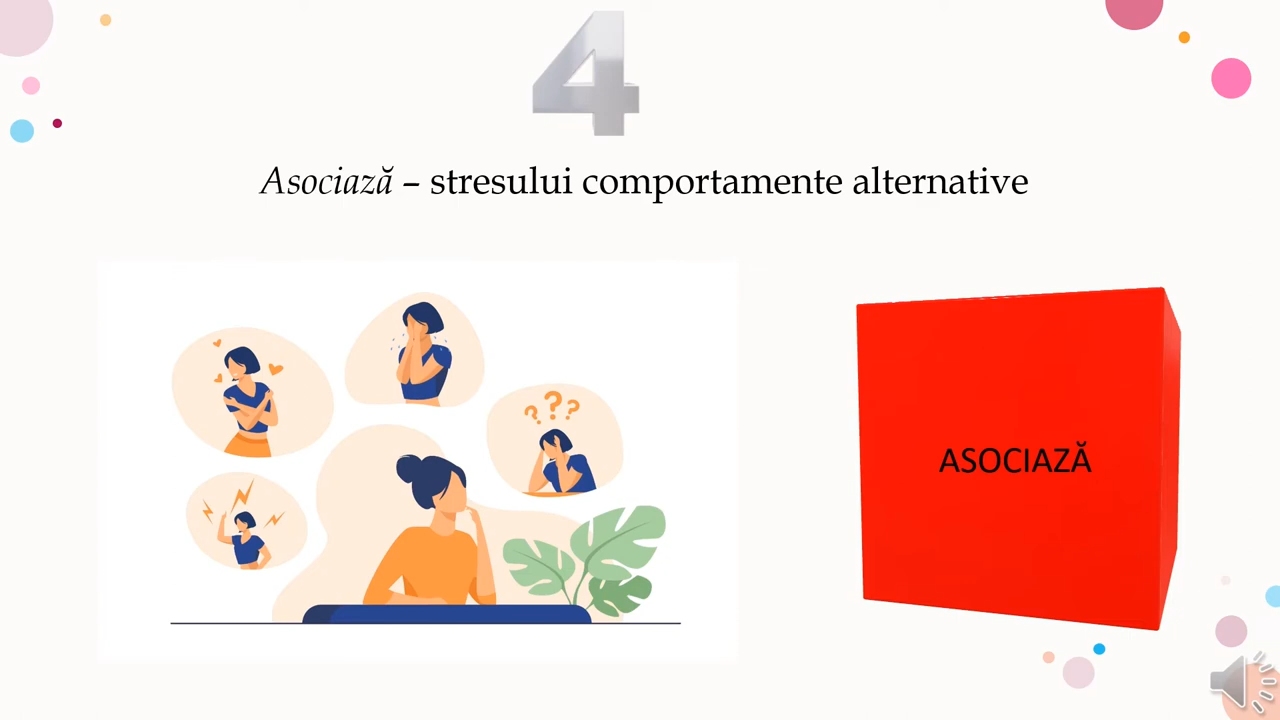 4
Asociază – stresului comportamente alternative
? ? ?
ASOCIAZĂ